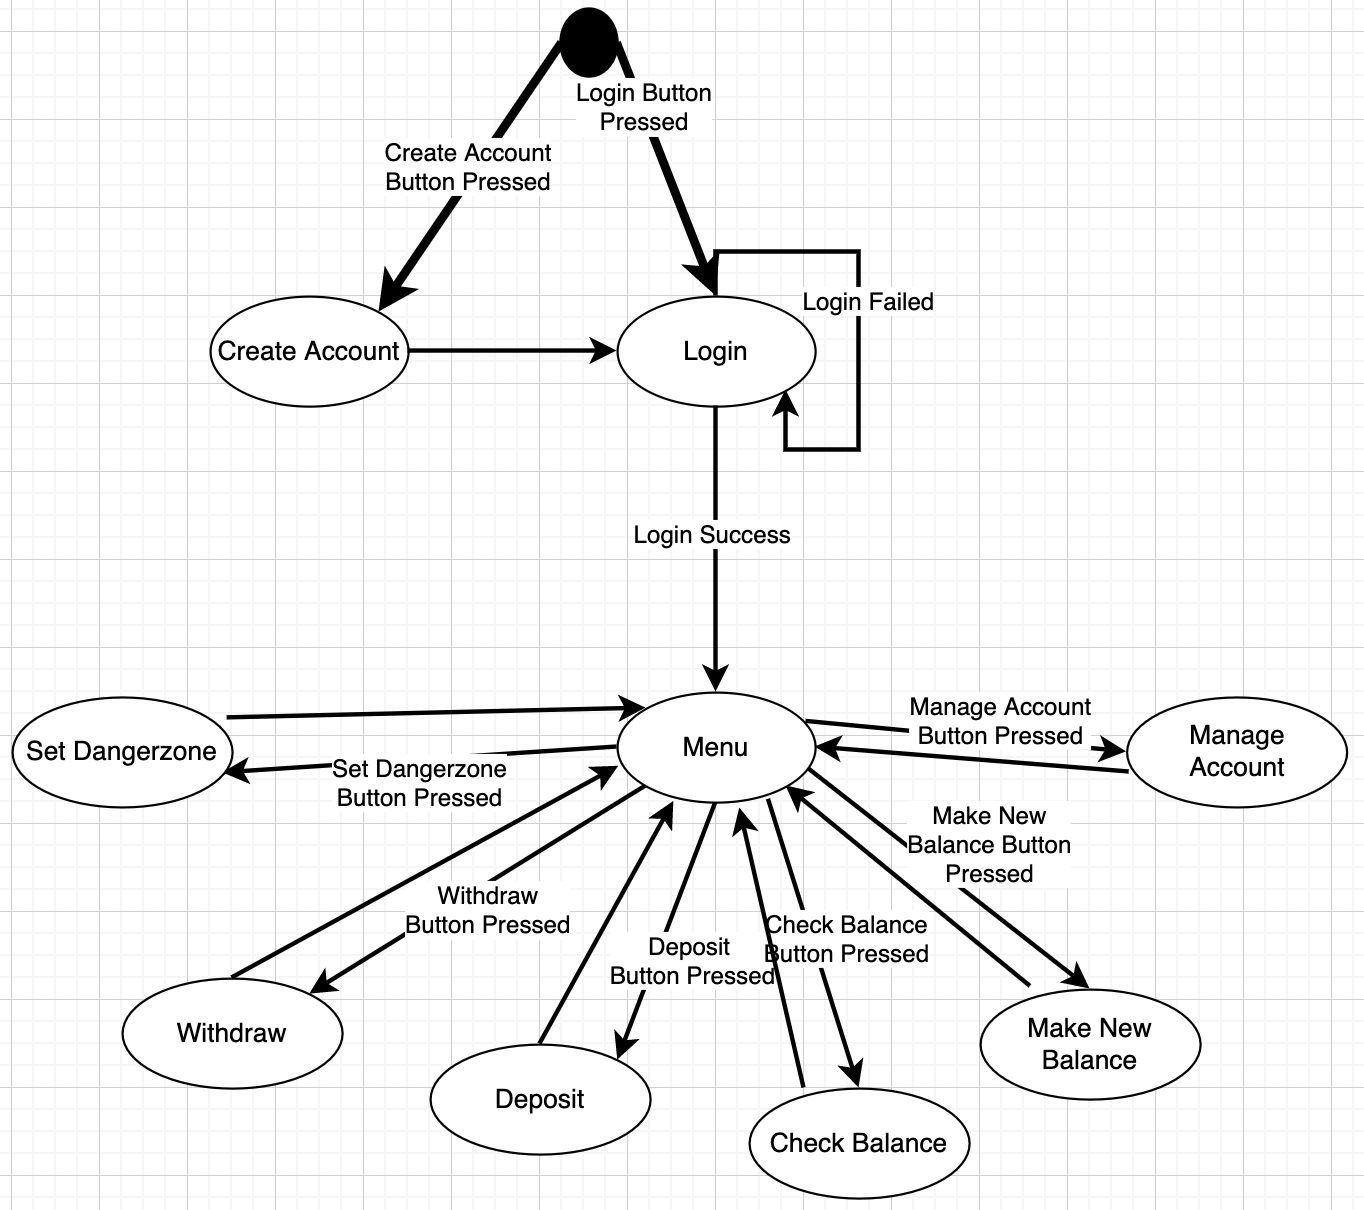 Login Button
Pressed
Create Account
Button Pressed
Login Failed
Create Account
Login
Login Success
Manage Account
Button Pressed
Set Dangerzone
Menu
Manage
Account
Set Dangerzone
Button Pressed
Make New
Balance Button
Pressed
Withdraw
Button Pressed
Check Balance
Button Pressed
Deposit
Button Pressed
Withdraw
Make New
Balance
Deposit
Check Balance